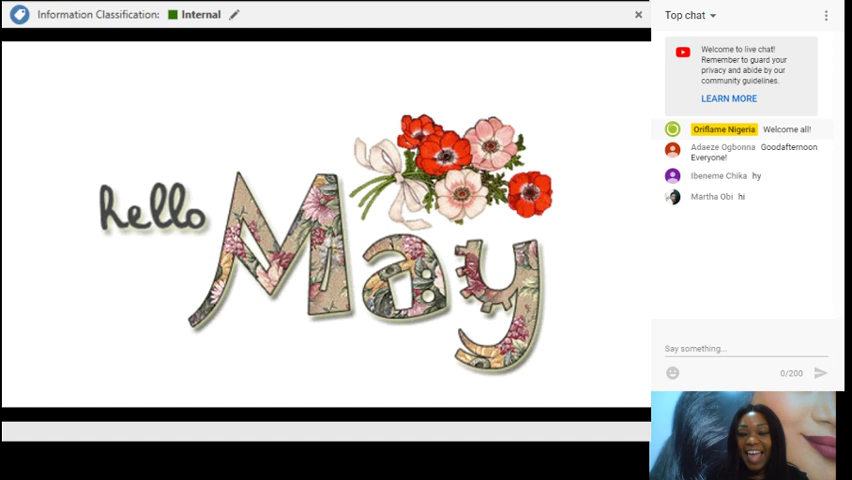 Information Classification: Internal
hello
May
Top chat
Welcome to live chat!
Remember to guard your
privacy and abide by our
community guidelines.
LEARN MORE
Oriflame Nigeria Welcome all!
Adaeze Ogbonna Goodafternoon
Everyone!
Ibeneme Chika hy
Martha Obi hi
Say something...
0/200